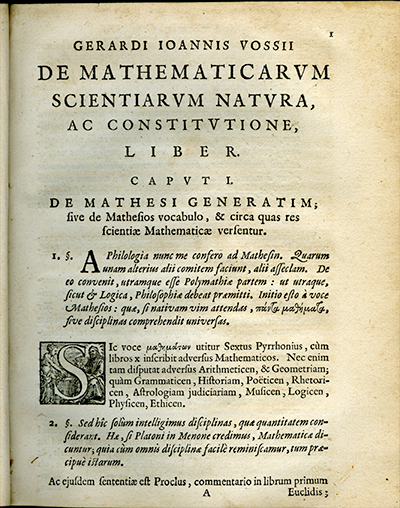 1
GERARDI IOANNIS VOSSII
DE MATHEMATICARVM
SCIENTIARVM NATVRA,
AC CONSTITVTIONE,
LIBER.
CAPVT I.
DE MATHESI GENERATIM;
sive de Mathesios vocabulo, & circa quas res
scientiæ Mathematicæ versentur.
1. §. A Philologia nunc me confero ad Mathesin. Quarum
unam alterius alii comitem faciunt, alii asseclam. De
eo convenit, utramque esse Polymathiæ partem: ut utraque,
sicut & Logica, Philosophiæ debeat præmitti. Initio esto à voce
Mathesios: quæ, si nativam vim attendas, πάντα μαθήματα,
sive disciplinas comprehendit universas.
SIc voce μαθημάτων utitur Sextus Pyrrhonius, cùm
libros x inscribit adversus Mathematicos. Nec enim
tam disputat adversus Arithmeticen, & Geometriam;
quàm Grammaticen, Historiam, Poëticen, Rhetori-
cen, Astrologiam judiciariam, Musicen, Logicen,
Physicen, Ethicen.
2. §. Sed hîc solùm intelligimus disciplinas, quæ quantitatem con-
siderant. Hæ, si Platoni in Menone credimus, Mathematicæ di-
cuntur; quia cùm omnis disciplinæ facilè reminiscamur, tum præ-
cipuè istarum.
Ac ejusdem sententiæ est Proclus, commentario in librum primum
A Euclidis;